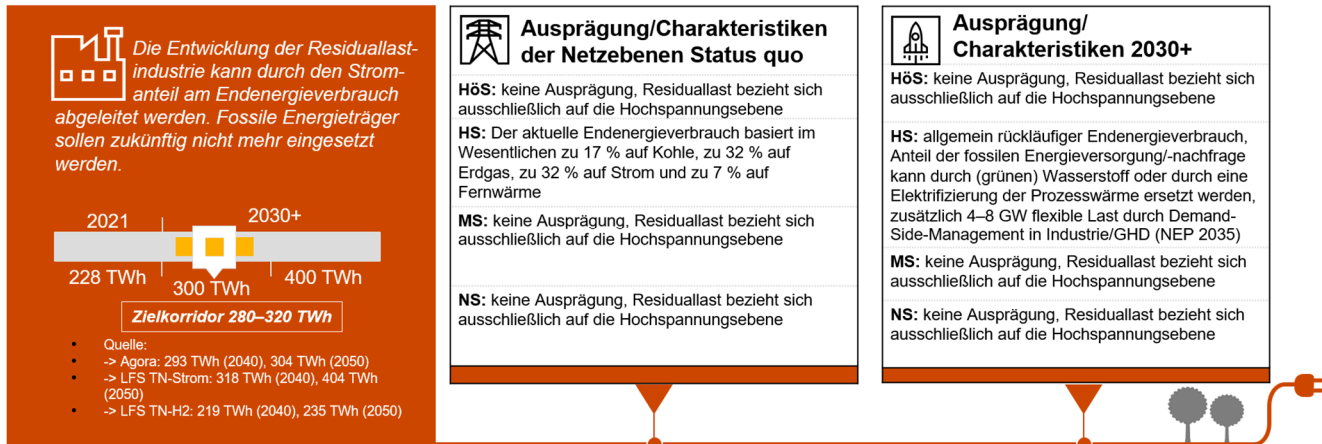 Die Entwicklung der Residuallast-
industrie kann durch den Strom-
anteil am Endenergieverbrauch
abgeleitet werden. Fossile Energieträger
sollen zukünftig nicht mehr eingesetzt
werden.
2021
2030+
228 TWh
300 TWh
400 TWh
Zielkorridor 280–320 TWh
• Quelle:
• -> Agora: 293 TWh (2040), 304 TWh (2050)
• -> LFS TN-Strom: 318 TWh (2040), 404 TWh
(2050)
• -> LFS TN-H2: 219 TWh (2040), 235 TWh (2050)
Ausprägung/Charakteristiken
der Netzebenen Status quo
HöS: keine Ausprägung, Residuallast bezieht sich
ausschließlich auf die Hochspannungsebene
HS: Der aktuelle Endenergieverbrauch basiert im
Wesentlichen zu 17 % auf Kohle, zu 32 % auf
Erdgas, zu 32 % auf Strom und zu 7 % auf
Fernwärme
MS: keine Ausprägung, Residuallast bezieht sich
ausschließlich auf die Hochspannungsebene
NS: keine Ausprägung, Residuallast bezieht sich
ausschließlich auf die Hochspannungsebene
Ausprägung/
Charakteristiken 2030+
HöS: keine Ausprägung, Residuallast bezieht sich
ausschließlich auf die Hochspannungsebene
HS: allgemein rückläufiger Endenergieverbrauch,
Anteil der fossilen Energieversorgung/-nachfrage
kann durch (grünen) Wasserstoff oder durch eine
Elektrifizierung der Prozesswärme ersetzt werden,
zusätzlich 4–8 GW flexible Last durch Demand-
Side-Management in Industrie/GHD (NEP 2035)
MS: keine Ausprägung, Residuallast bezieht sich
ausschließlich auf die Hochspannungsebene
NS: keine Ausprägung, Residuallast bezieht sich
ausschließlich auf die Hochspannungsebene